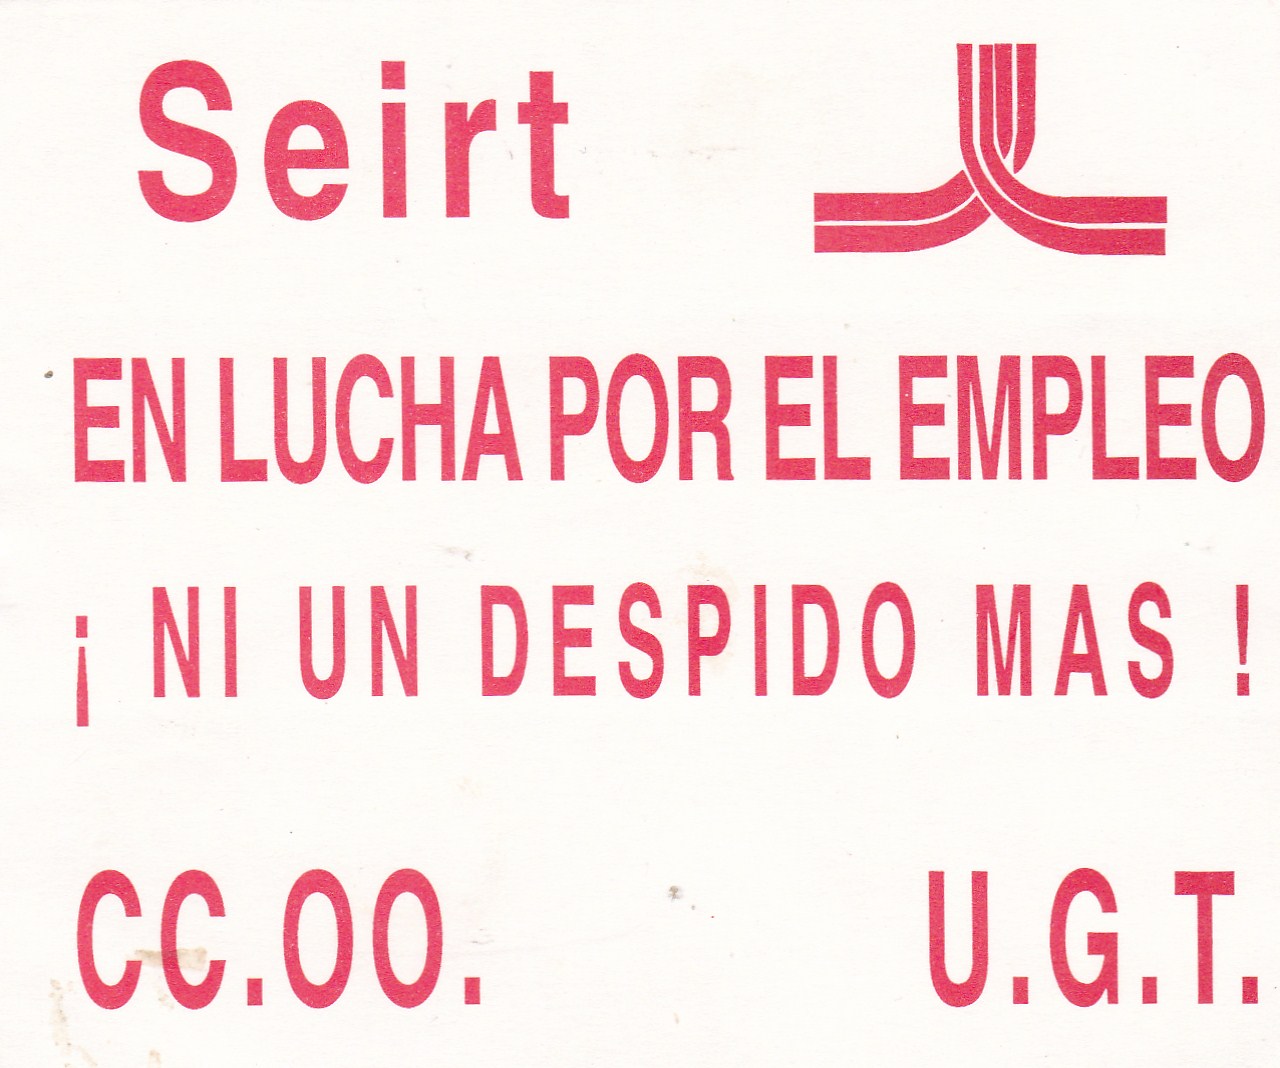 Seirt
EN LUCHA POR EL EMPLEO
¡ NI UN DESPIDO MAS !
CC.OO. U.G.T.